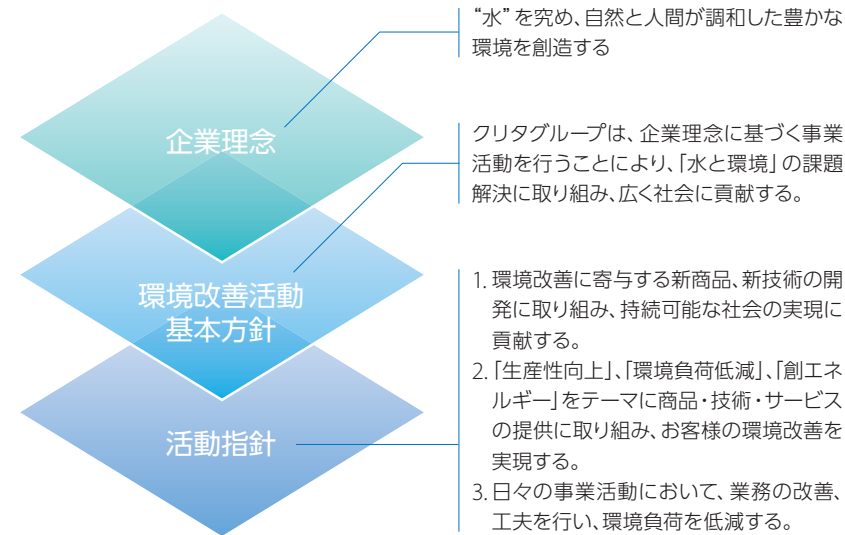 “水”を究め、自然と人間が調和した豊かな
環境を創造する
企業理念
クリタグループは、企業理念に基づく事業
活動を行うことにより、「水と環境」の課題
解決に取り組み、広く社会に貢献する。
環境改善活動
基本方針
1. 環境改善に寄与する新商品、新技術の開
発に取り組み、持続可能な社会の実現に
貢献する。
2.「生産性向上」、「環境負荷低減」、「創エネ
ルギー」をテーマに商品・技術・サービス
の提供に取り組み、お客様の環境改善を
実現する。
3. 日々の事業活動において、業務の改善、
工夫を行い、環境負荷を低減する。
活動指針